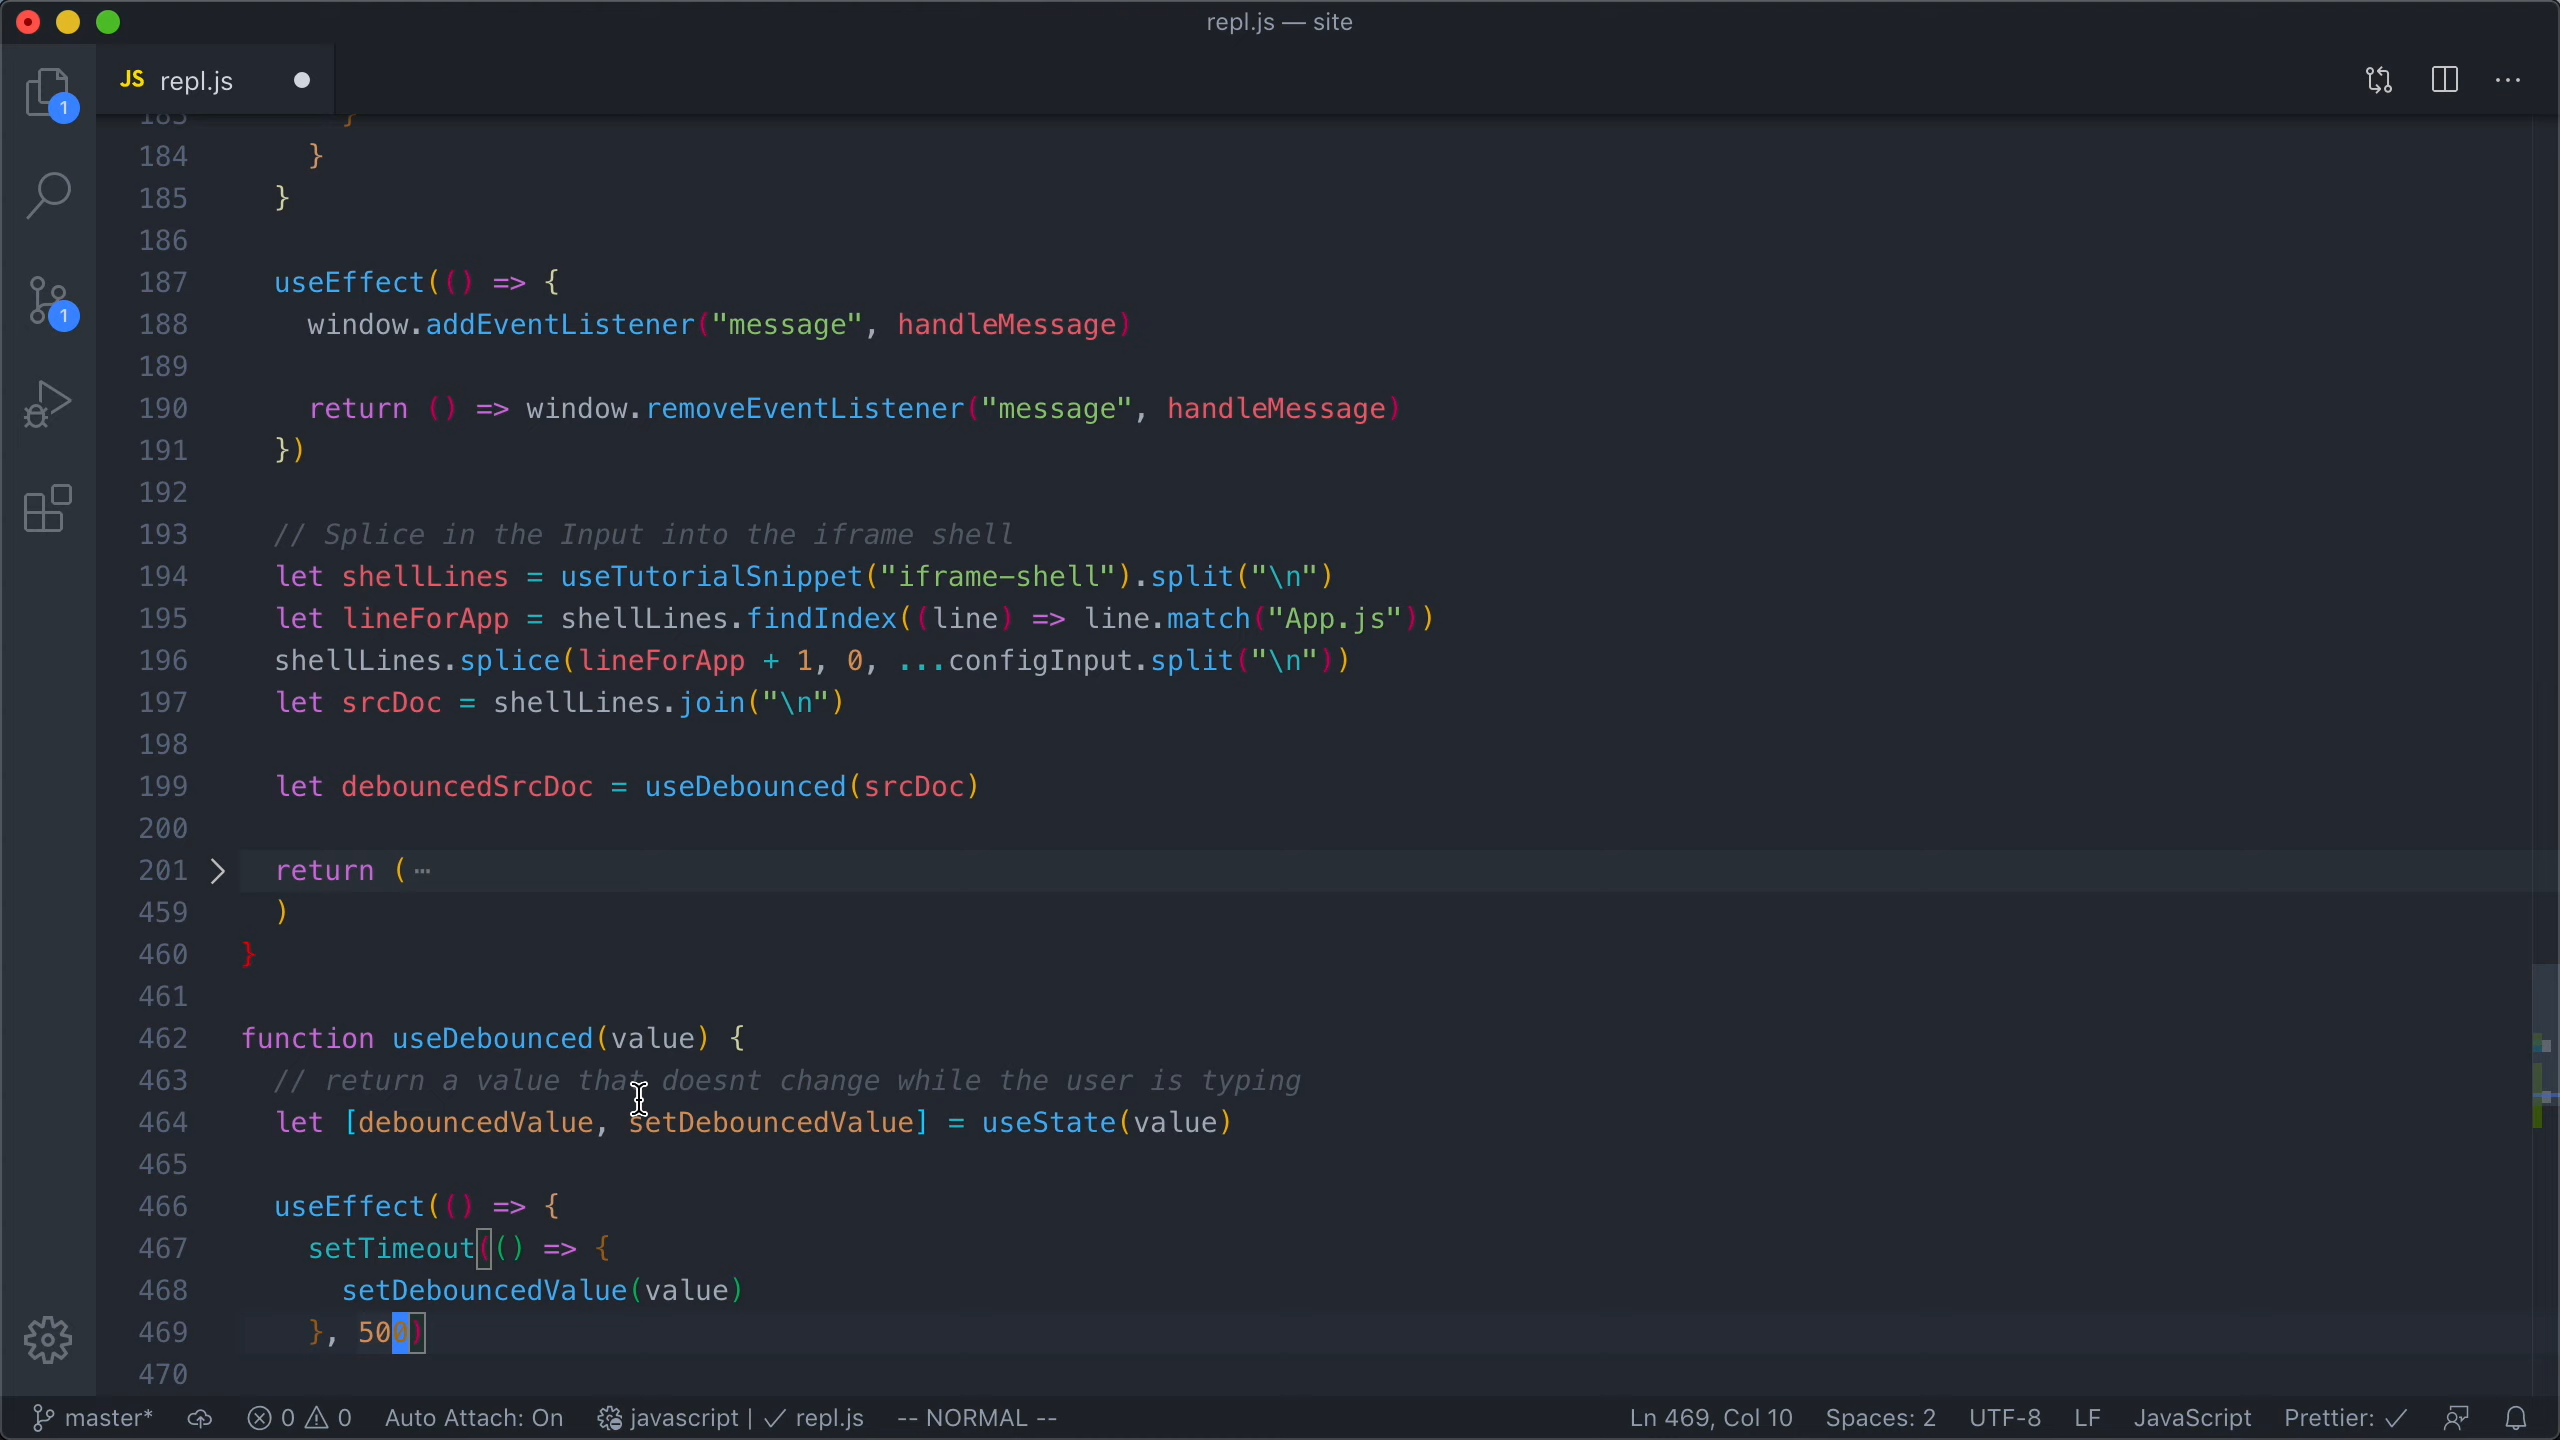 repl.js — site
JS repl.js
1
1
183 }
184 }
185 }
186
187 useEffect(() => {
188 window.addEventListener("message", handleMessage)
189
190 return () => window.removeEventListener("message", handleMessage)
191 })
192
193 // Splice in the Input into the iframe shell
194 let shellLines = useTutorialSnippet("iframe-shell").split("\n")
195 let lineForApp = shellLines.findIndex((line) => line.match("App.js"))
196 shellLines.splice(lineForApp + 1, 0, ...configInput.split("\n"))
197 let srcDoc = shellLines.join("\n")
198
199 let debouncedSrcDoc = useDebounced(srcDoc)
200
201 return (⋯
459 )
460 }
461
462 function useDebounced(value) {
463 // return a value that doesnt change while the user is typing
464 let [debouncedValue, setDebouncedValue] = useState(value)
465
466 useEffect(() => {
467 setTimeout(() => {
468 setDebouncedValue(value)
469 }, 500)
470
master* 0 0 Auto Attach: On javascript | ✓ repl.js -- NORMAL -- Ln 469, Col 10 Spaces: 2 UTF-8 LF JavaScript Prettier: ✓